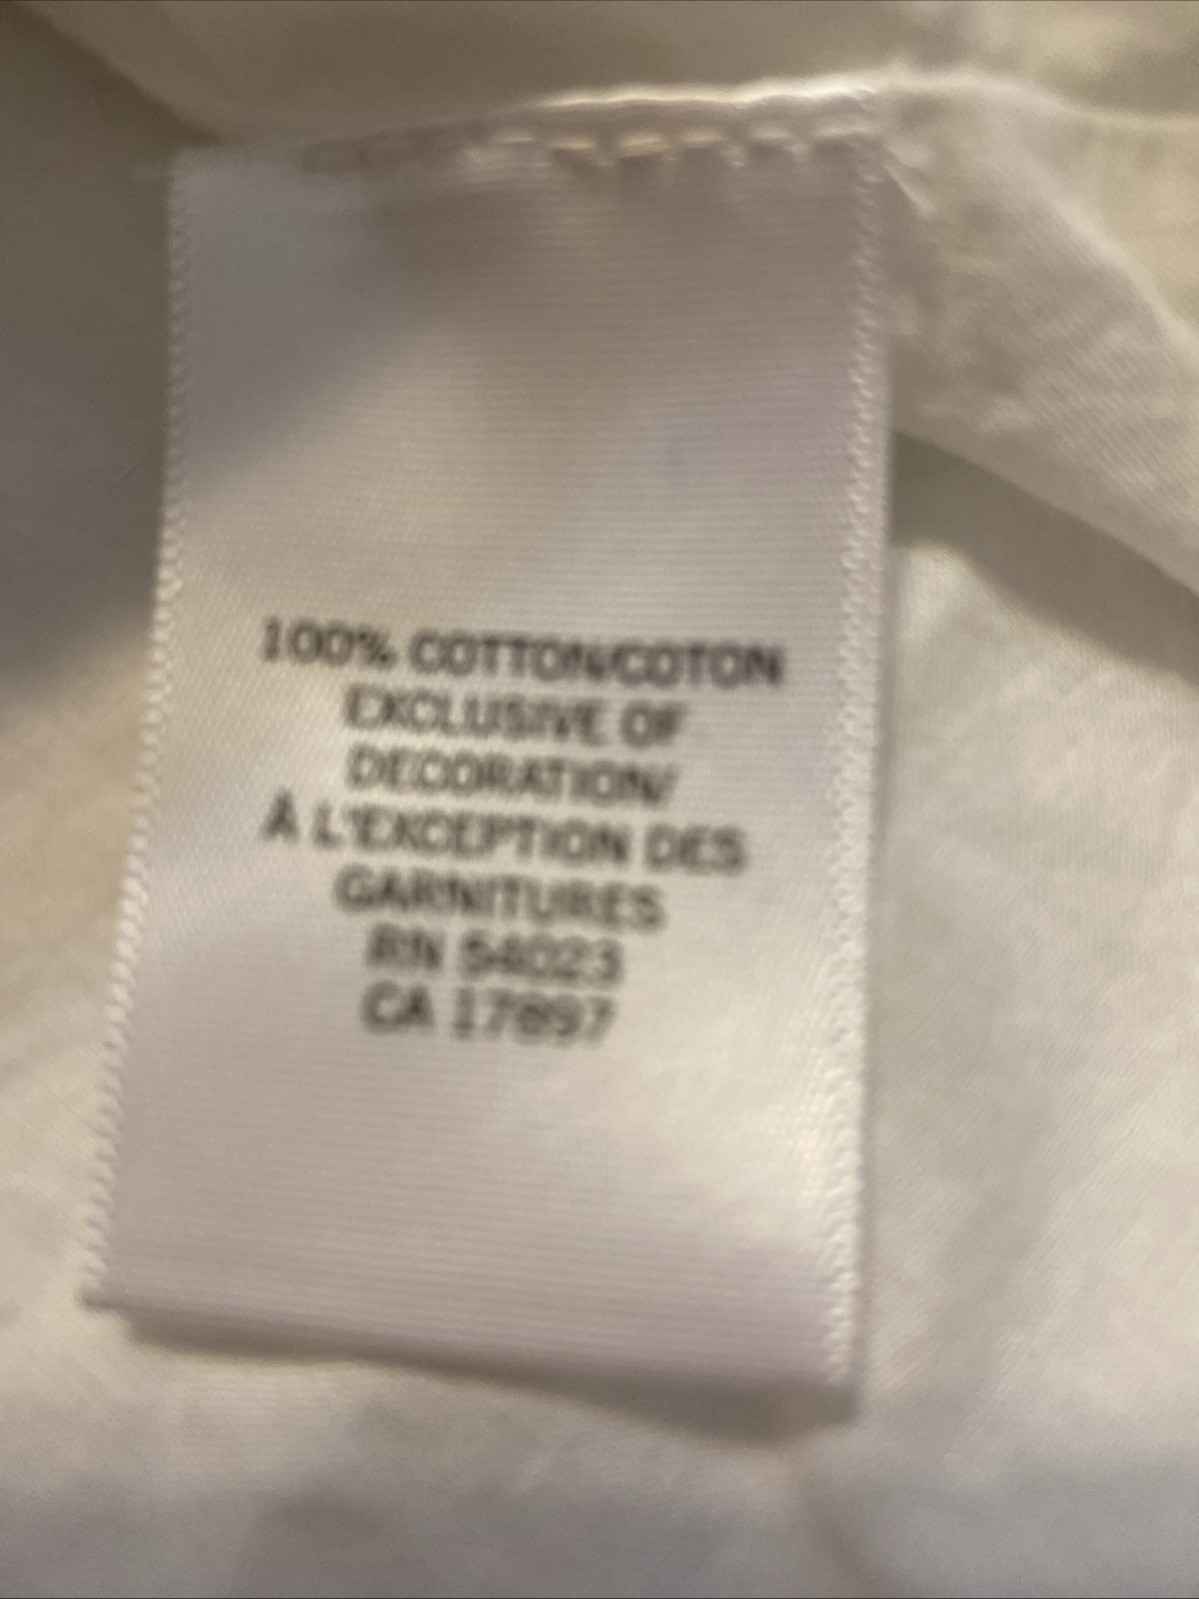 100% COTTON/COTON
EXCLUSIVE OF
DECORATION/
À L'EXCEPTION DES
GARNITURES
RN 54023
CA 17897